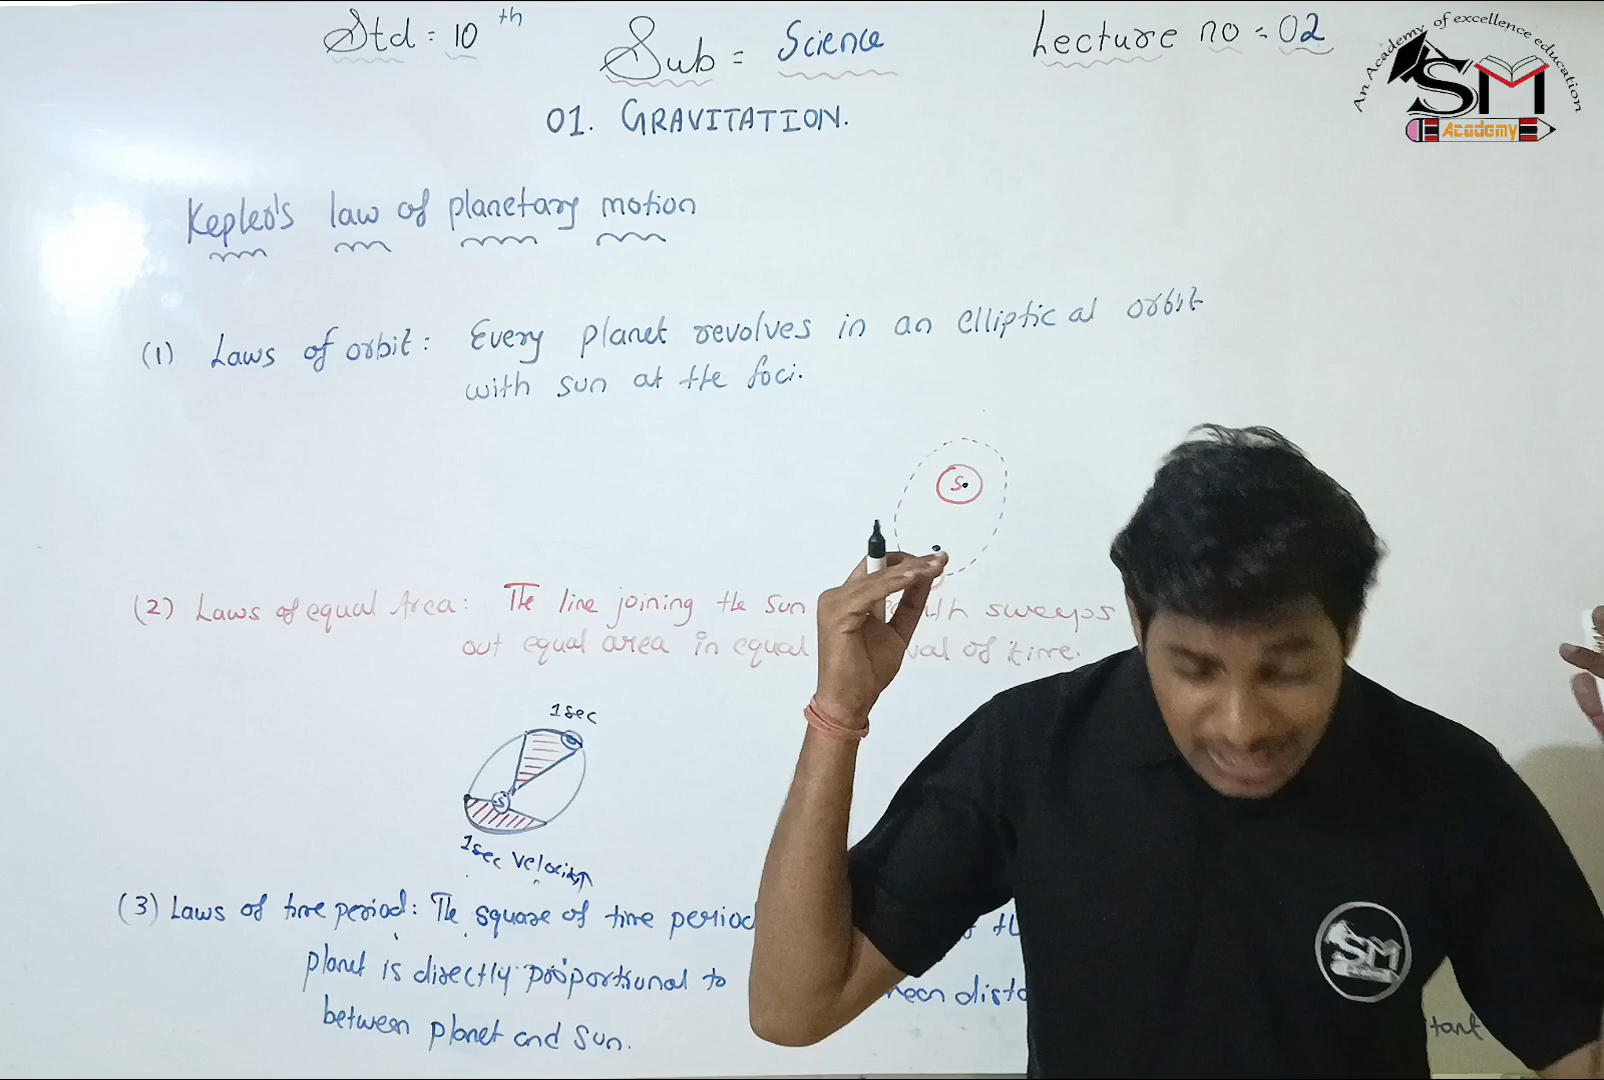 Std = 10th
Sub = Science
Lecture no = 02
An Academy of excellence education
SM
Academy
01. GRAVITATION.
Kepler's law of planetary motion
(1) Laws of orbit: Every planet revolves in an elliptical orbit
with sun at the foci.
S
(2) Laws of equal Area: The line joining the sun sweeps
out equal area in equal of time.
1sec
S
1sec velocity
(3) Laws of time period: The square of time period
planet is directly proportional to mean
between planet and sun.
SM